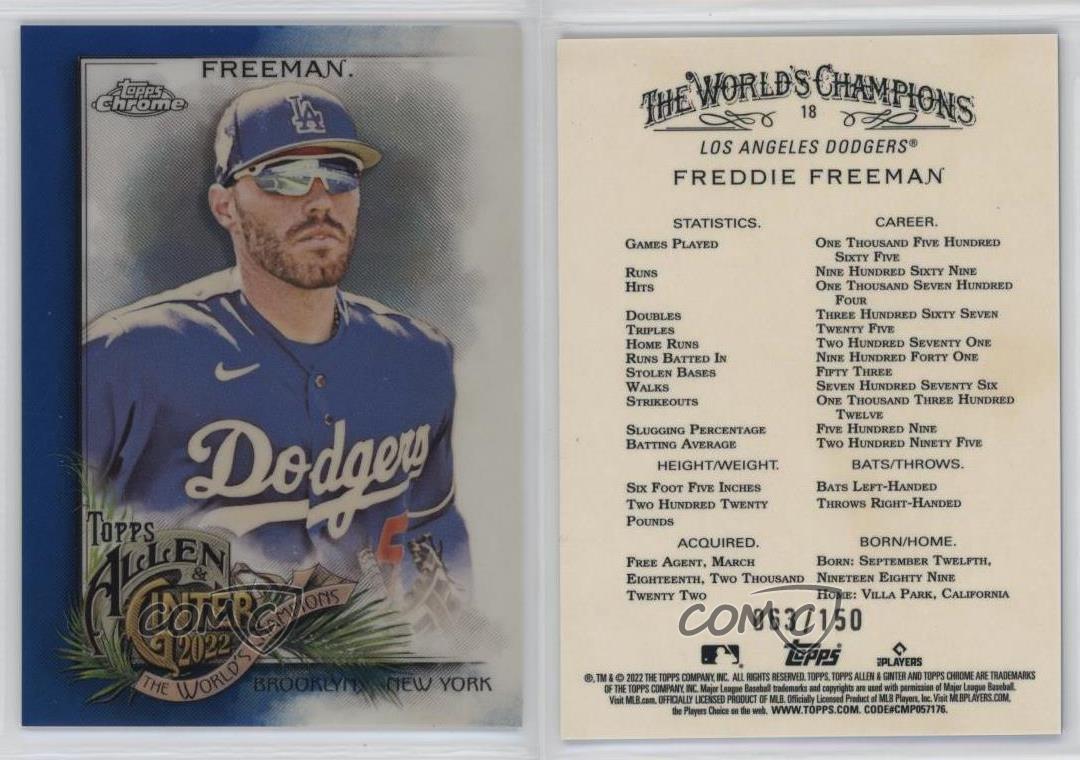 FREEMAN.
Topps Chrome
Dodgers
5
Topps
Allen &
Ginter
2022
The World's Champions
Brooklyn, New York
COMC
The World's Champions
18
LOS ANGELES DODGERS®
FREDDIE FREEMAN
STATISTICS. CAREER.
Games Played One Thousand Five Hundred
Sixty Five
Runs Nine Hundred Sixty Nine
Hits One Thousand Seven Hundred
Four
Doubles Three Hundred Sixty Seven
Triples Twenty Five
Home Runs Two Hundred Seventy One
Runs Batted In Nine Hundred Forty One
Stolen Bases Fifty Three
Walks Seven Hundred Seventy Six
Strikeouts One Thousand Three Hundred
Twelve
Slugging Percentage Five Hundred Nine
Batting Average Two Hundred Ninety Five
HEIGHT/WEIGHT. BATS/THROWS.
Six Foot Five Inches Bats Left-Handed
Two Hundred Twenty Throws Right-Handed
Pounds
ACQUIRED. BORN/HOME.
Free Agent, March Born: September Twelfth,
Eighteenth, Two Thousand Nineteen Eighty Nine
Twenty Two Home: Villa Park, California
063/150
COMC
Topps PLAYERS
®, TM & © 2022 THE TOPPS COMPANY, INC. ALL RIGHTS RESERVED. TOPPS, TOPPS ALLEN & GINTER AND TOPPS CHROME ARE TRADEMARKS
OF THE TOPPS COMPANY, INC. Major League Baseball trademarks and copyrights are used with permission of Major League Baseball.
Visit MLB.com. OFFICIALLY LICENSED PRODUCT OF MLB. Officially Licensed Product of MLB Players, Inc. Visit MLBPLAYERS.COM,
the Players Choice on the web. WWW.TOPPS.COM. CODE#CMP057176.